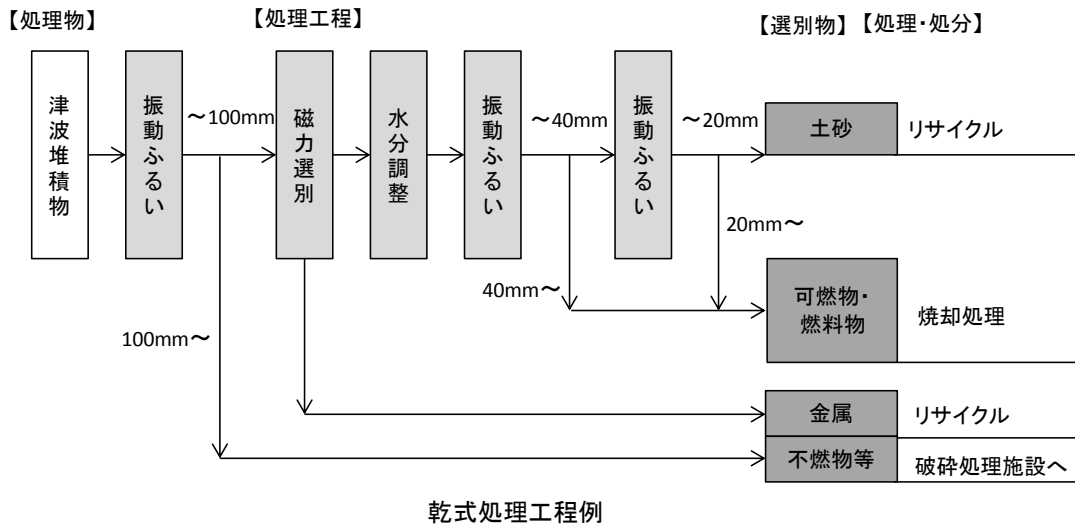 【処理物】
【処理工程】
【選別物】【処理・処分】
津波堆積物
振動ふるい
～100mm
磁力選別
水分調整
振動ふるい
～40mm
振動ふるい
～20mm
土砂
リサイクル
20mm～
40mm～
可燃物・
燃料物
焼却処理
100mm～
金属
リサイクル
不燃物等
破砕処理施設へ
乾式処理工程例